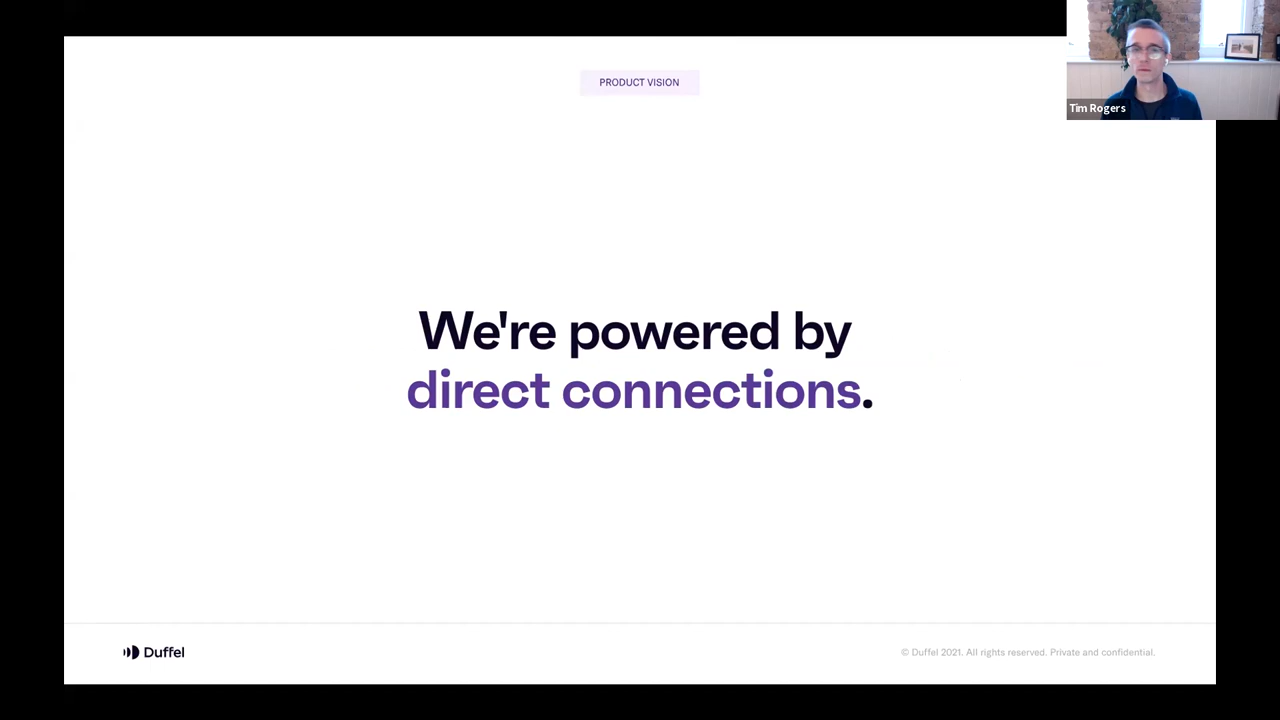 PRODUCT VISION
Tim Rogers
We're powered by
direct connections.
Duffel
© Duffel 2021. All rights reserved. Private and confidential.